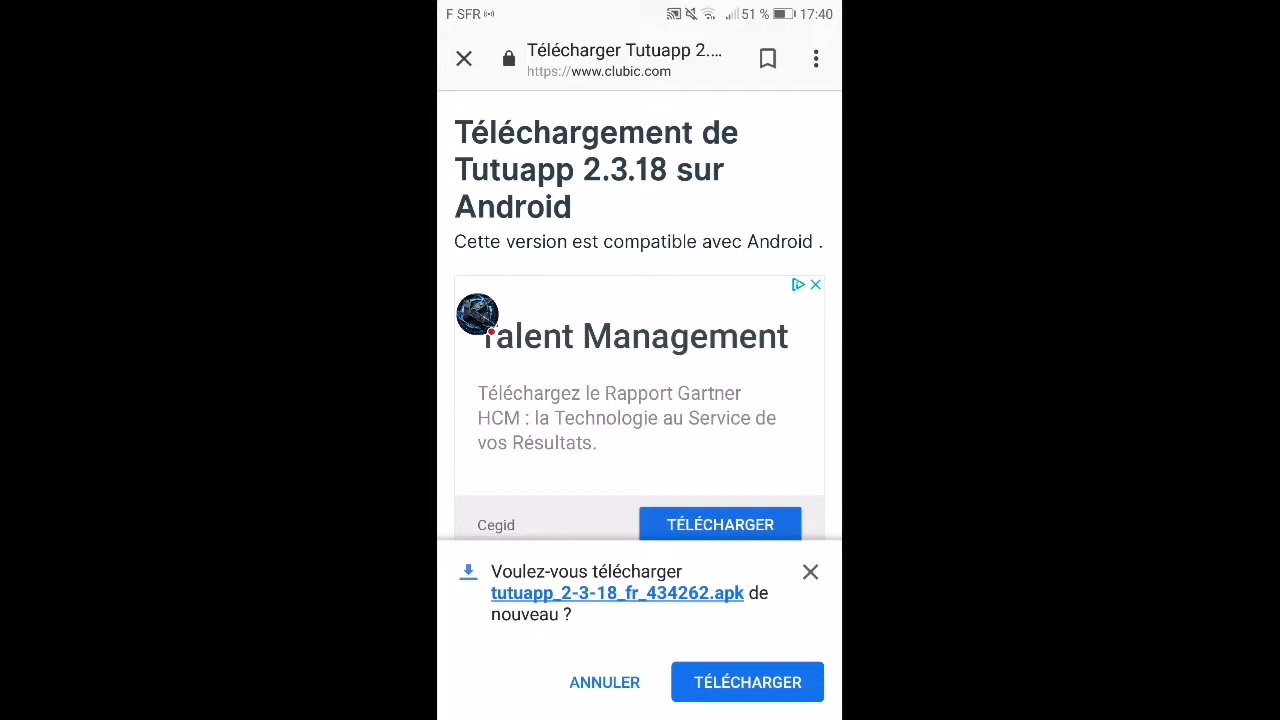 F SFR 51 % 17:40
Télécharger Tutuapp 2....
https://www.clubic.com
Téléchargement de
Tutuapp 2.3.18 sur
Android
Cette version est compatible avec Android .
Talent Management
Téléchargez le Rapport Gartner
HCM : la Technologie au Service de
vos Résultats.
Cegid TÉLÉCHARGER
Voulez-vous télécharger
tutuapp_2-3-18_fr_434262.apk de
nouveau ?
ANNULER TÉLÉCHARGER